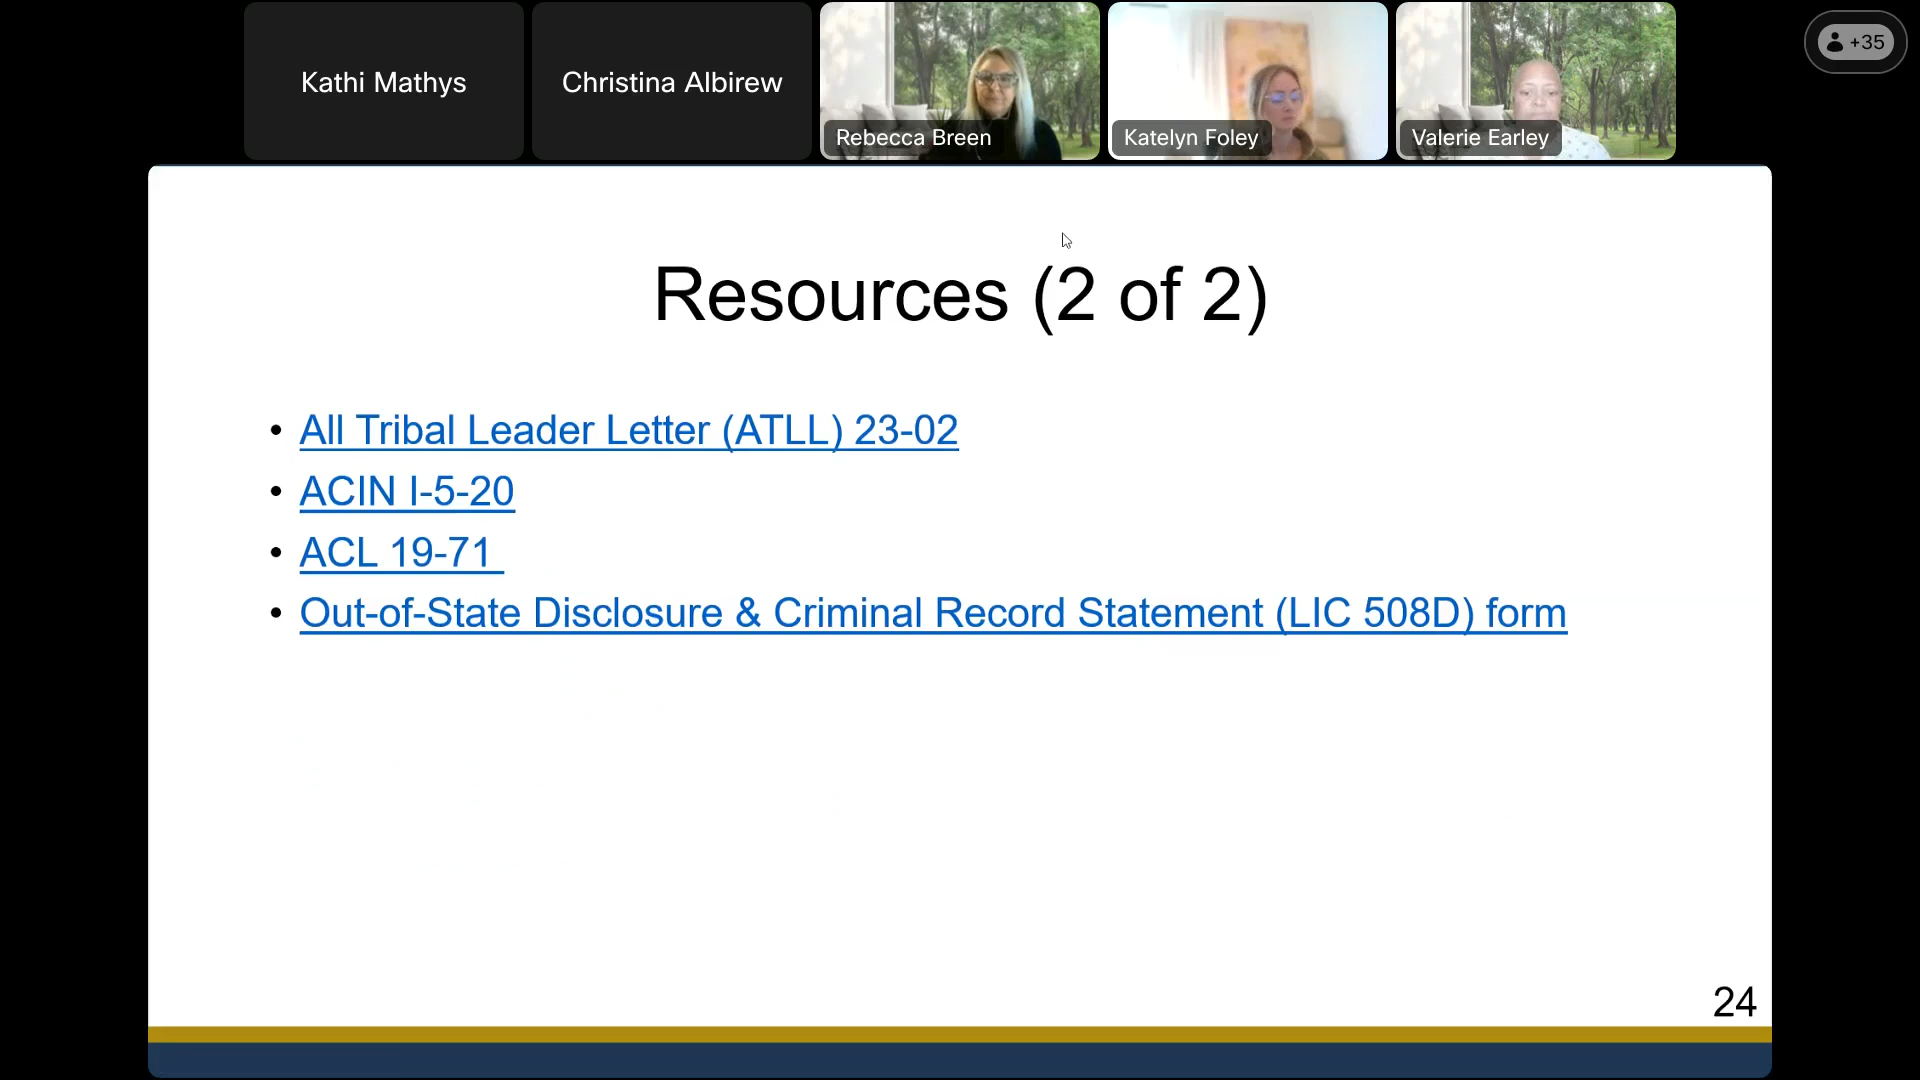 Kathi Mathys
Christina Albirew
Rebecca Breen
Katelyn Foley
Valerie Earley
+35
Resources (2 of 2)
• All Tribal Leader Letter (ATLL) 23-02
• ACIN I-5-20
• ACL 19-71
• Out-of-State Disclosure & Criminal Record Statement (LIC 508D) form
24